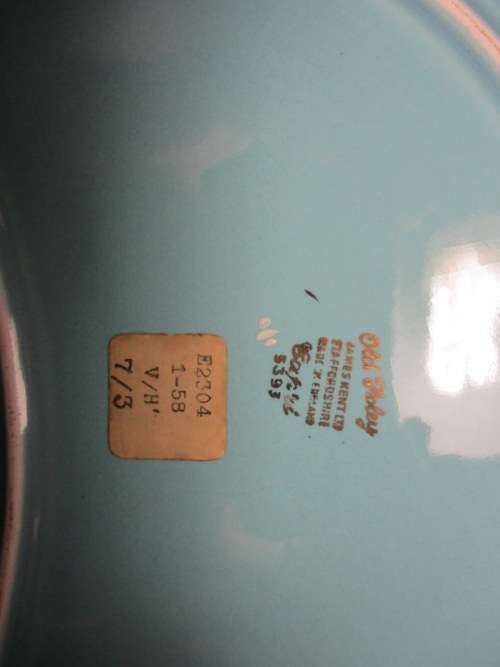 Old Foley
JAMES KENT LTD
STAFFORDSHIRE
MADE IN ENGLAND
5393
E2304
1-58
V/H'
7/3